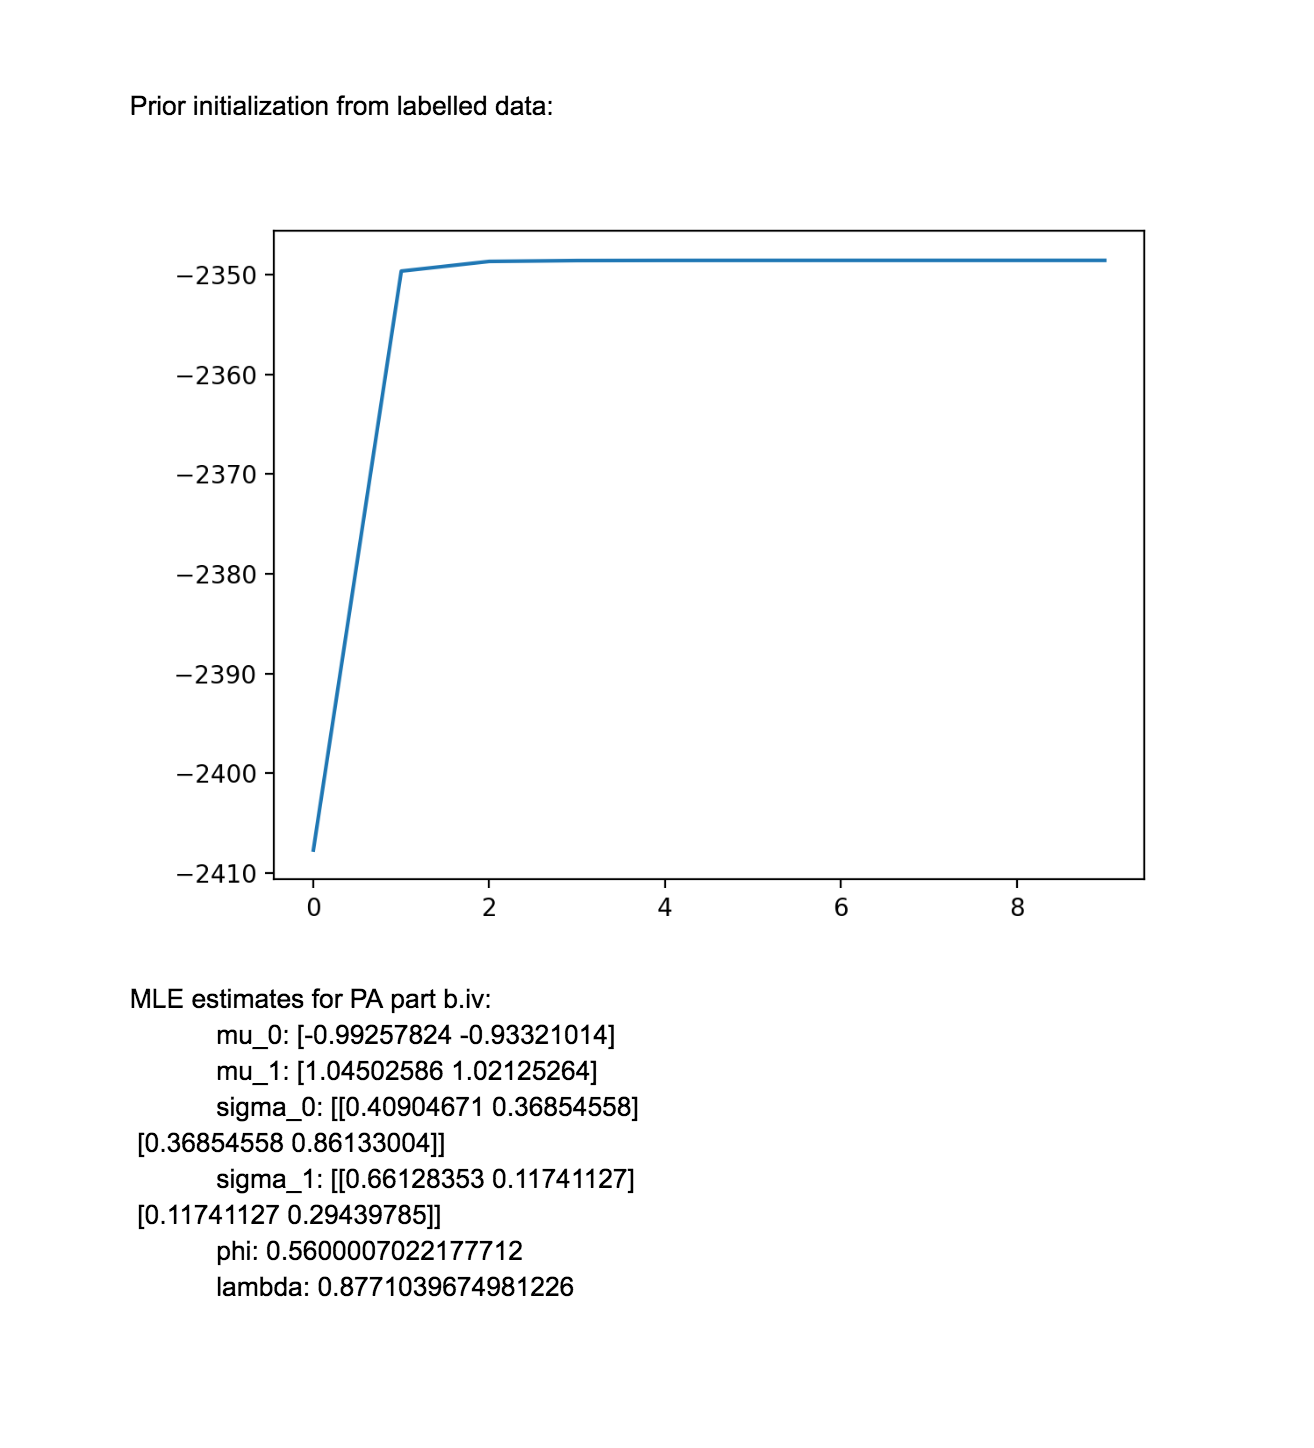 Prior initialization from labelled data:
−2350
−2360
−2370
−2380
−2390
−2400
−2410
0 2 4 6 8
MLE estimates for PA part b.iv:
mu_0: [-0.99257824 -0.93321014]
mu_1: [1.04502586 1.02125264]
sigma_0: [[0.40904671 0.36854558]
[0.36854558 0.86133004]]
sigma_1: [[0.66128353 0.11741127]
[0.11741127 0.29439785]]
phi: 0.5600007022177712
lambda: 0.8771039674981226